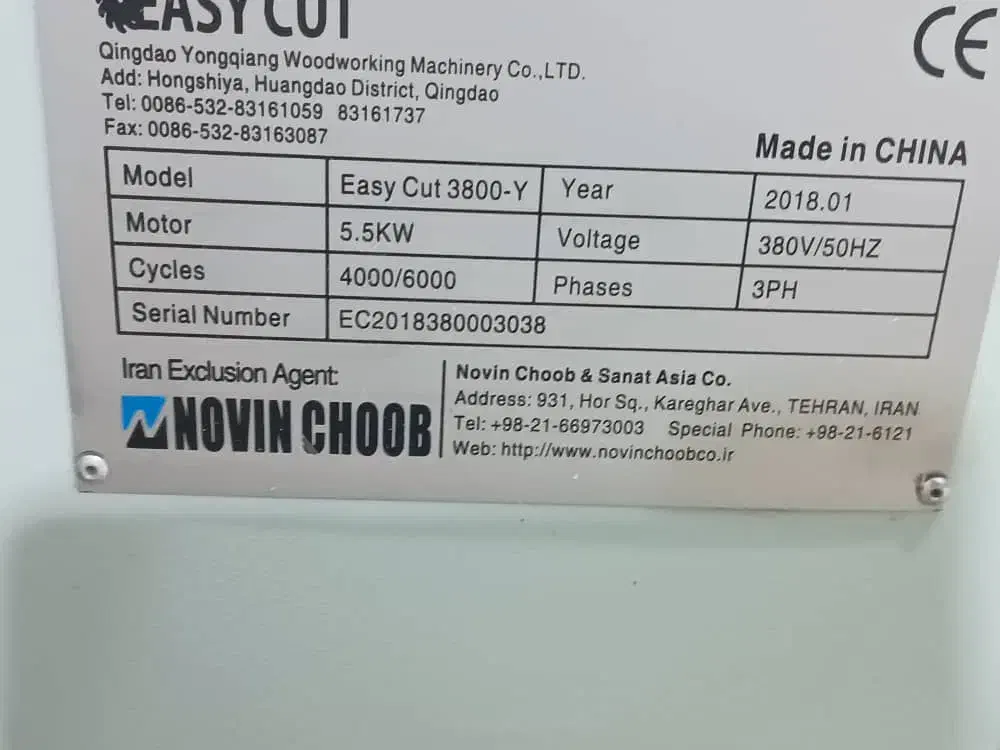 EASY CUT
CE
Qingdao Yongqiang Woodworking Machinery Co.,LTD.
Add: Hongshiya, Huangdao District, Qingdao
Tel: 0086-532-83161059 83161737
Fax: 0086-532-83163087
Made in CHINA
Model Easy Cut 3800-Y Year 2018.01
Motor 5.5KW Voltage 380V/50HZ
Cycles 4000/6000 Phases 3PH
Serial Number EC2018380003038
Iran Exclusion Agent:
NOVIN CHOOB
Novin Choob & Sanat Asia Co.
Address: 931, Hor Sq., Kareghar Ave., TEHRAN, IRAN
Tel: +98-21-66973003 Special Phone: +98-21-6121
Web: http://www.novinchoobco.ir